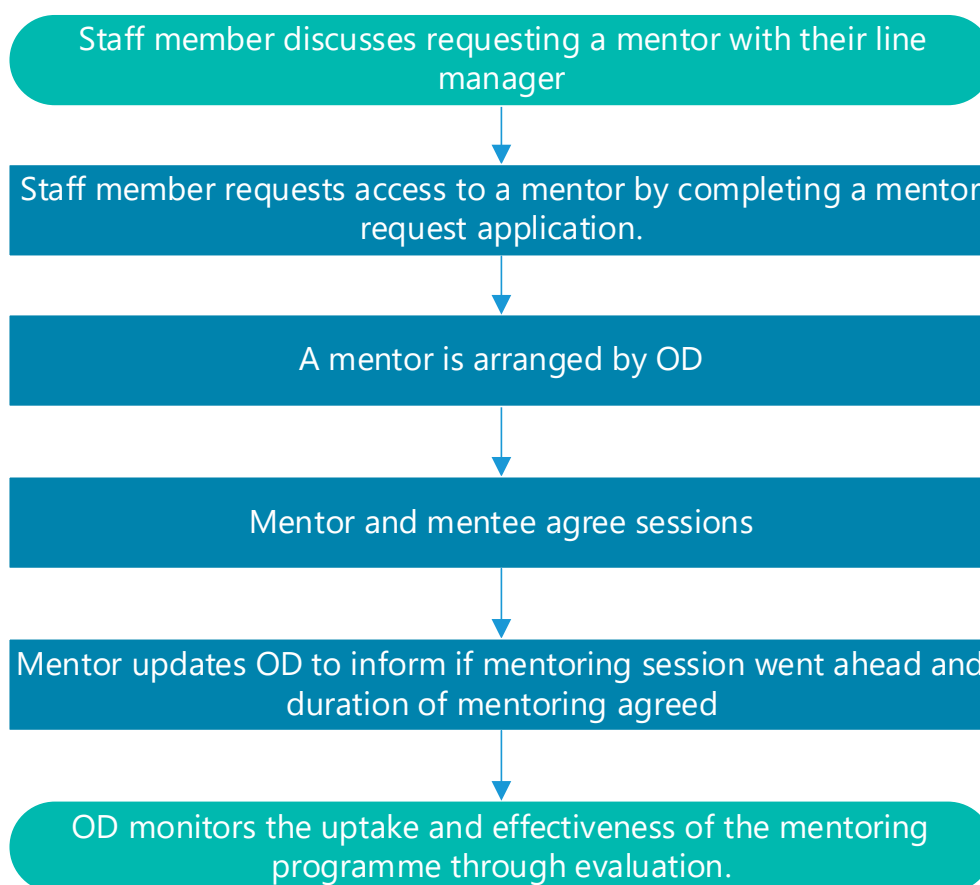 Staff member discusses requesting a mentor with their line
manager
Staff member requests access to a mentor by completing a mentor
request application.
A mentor is arranged by OD
Mentor and mentee agree sessions
Mentor updates OD to inform if mentoring session went ahead and
duration of mentoring agreed
OD monitors the uptake and effectiveness of the mentoring
programme through evaluation.